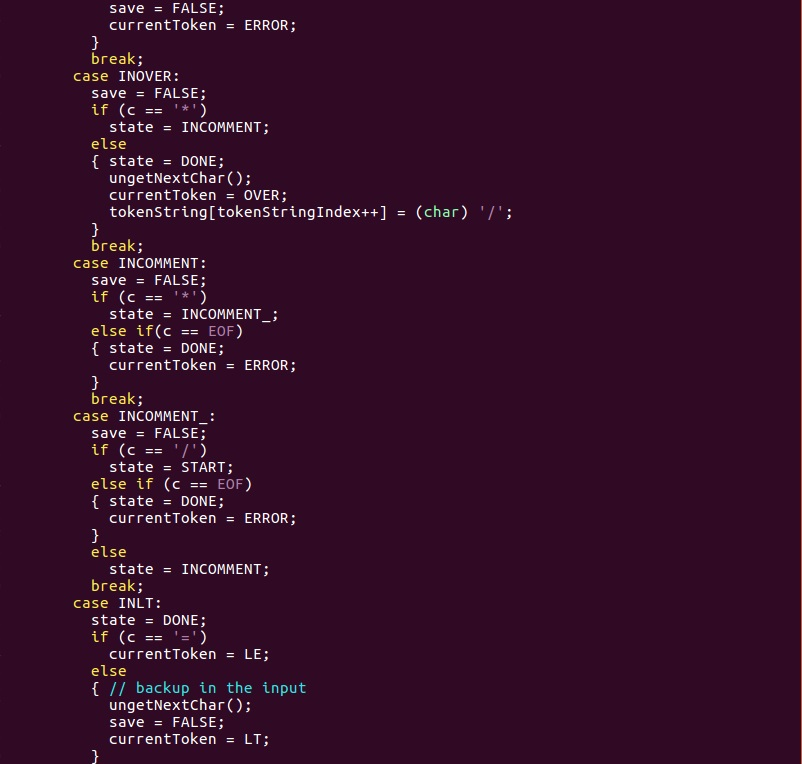 save = FALSE;
            currentToken = ERROR;
          }
          break;
        case INOVER:
          save = FALSE;
          if (c == '*')
            state = INCOMMENT;
          else
          { state = DONE;
            ungetNextChar();
            currentToken = OVER;
            tokenString[tokenStringIndex++] = (char) '/';
          }
          break;
        case INCOMMENT:
          save = FALSE;
          if (c == '*')
            state = INCOMMENT_;
          else if(c == EOF)
          { state = DONE;
            currentToken = ERROR;
          }
          break;
        case INCOMMENT_:
          save = FALSE;
          if (c == '/')
            state = START;
          else if (c == EOF)
          { state = DONE;
            currentToken = ERROR;
          }
          else
            state = INCOMMENT;
          break;
        case INLT:
          state = DONE;
          if (c == '=')
            currentToken = LE;
          else
          { // backup in the input
            ungetNextChar();
            save = FALSE;
            currentToken = LT;
          }